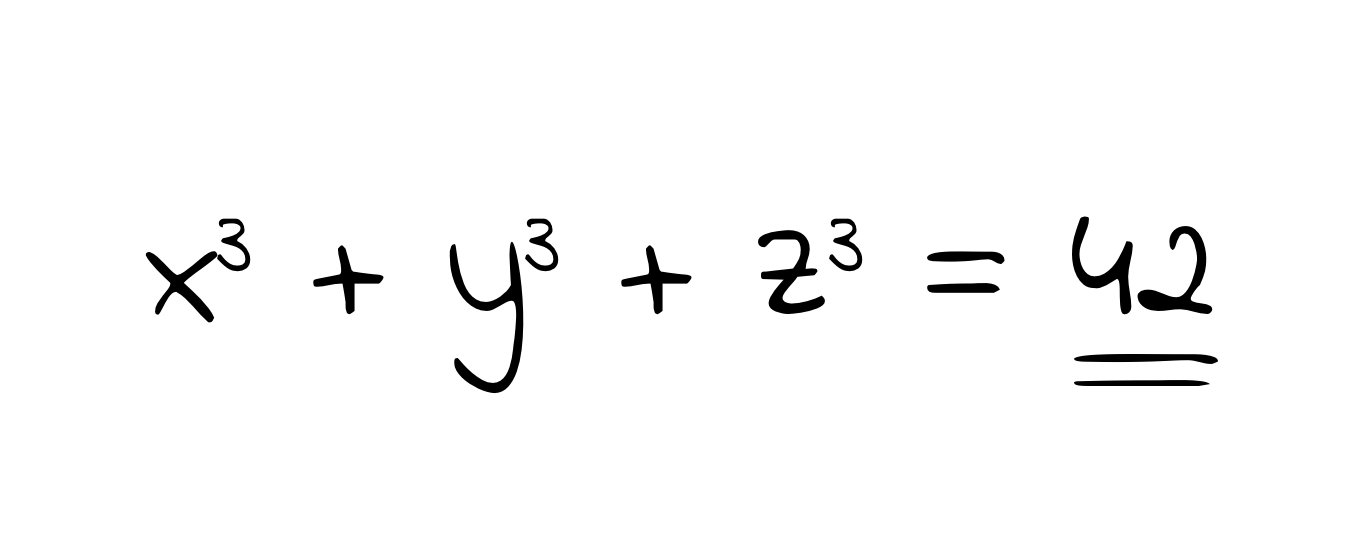 x³ + y³ + z³ = 42